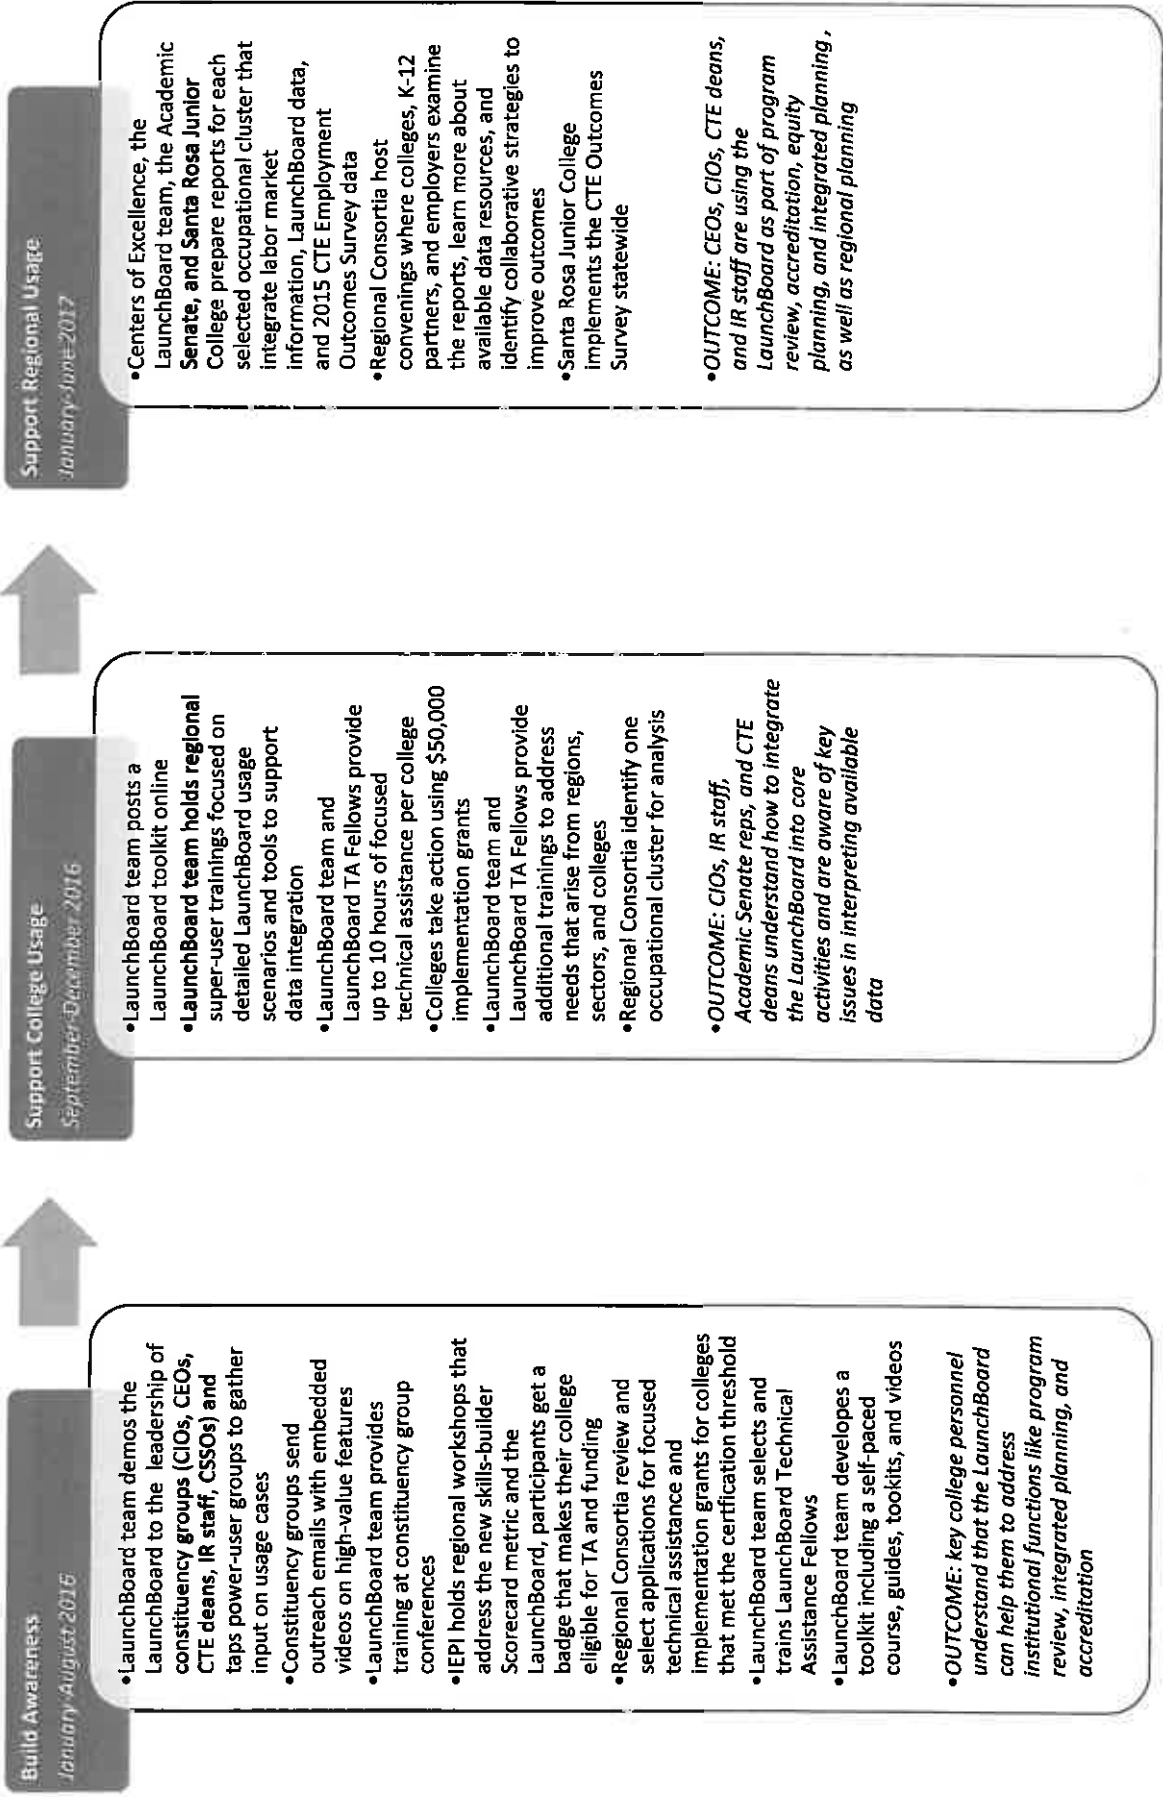 Build Awareness
January-August 2016
•LaunchBoard team demos the
LaunchBoard to the leadership of
constituency groups (CIOs, CEOs,
CTE deans, IR staff, CSSOs) and
taps power-user groups to gather
input on usage cases
•Constituency groups send
outreach emails with embedded
videos on high-value features
•LaunchBoard team provides
training at constituency group
conferences
•IEPI holds regional workshops that
address the new skills-builder
Scorecard metric and the
LaunchBoard, participants get a
badge that makes their college
eligible for TA and funding
•Regional Consortia review and
select applications for focused
technical assistance and
implementation grants for colleges
that met the certfication threshold
•LaunchBoard team selects and
trains LaunchBoard Technical
Assistance Fellows
•LaunchBoard team developes a
toolkit including a self-paced
course, guides, tookits, and videos
•OUTCOME: key college personnel
understand that the LaunchBoard
can help them to address
institutional functions like program
review, integrated planning, and
accreditation
Support College Usage
September-December 2016
•LaunchBoard team posts a
LaunchBoard toolkit online
•LaunchBoard team holds regional
super-user trainings focused on
detailed LaunchBoard usage
scenarios and tools to support
data integration
•LaunchBoard team and
LaunchBoard TA Fellows provide
up to 10 hours of focused
technical assistance per college
•Colleges take action using $50,000
implementation grants
•LaunchBoard team and
LaunchBoard TA Fellows provide
additional trainings to address
needs that arise from regions,
sectors, and colleges
•Regional Consortia identify one
occupational cluster for analysis
•OUTCOME: CIOs, IR staff,
Academic Senate reps, and CTE
deans understand how to integrate
the LaunchBoard into core
activities and are aware of key
issues in interpreting available
data
Support Regional Usage
January-June 2017
•Centers of Excellence, the
LaunchBoard team, the Academic
Senate, and Santa Rosa Junior
College prepare reports for each
selected occupational cluster that
integrate labor market
information, LaunchBoard data,
and 2015 CTE Employment
Outcomes Survey data
•Regional Consortia host
convenings where colleges, K-12
partners, and employers examine
the reports, learn more about
available data resources, and
identify collaborative strategies to
improve outcomes
•Santa Rosa Junior College
implements the CTE Outcomes
Survey statewide
•OUTCOME: CEOs, CIOs, CTE deans,
and IR staff are using the
LaunchBoard as part of program
review, accreditation, equity
planning, and integrated planning ,
as well as regional planning